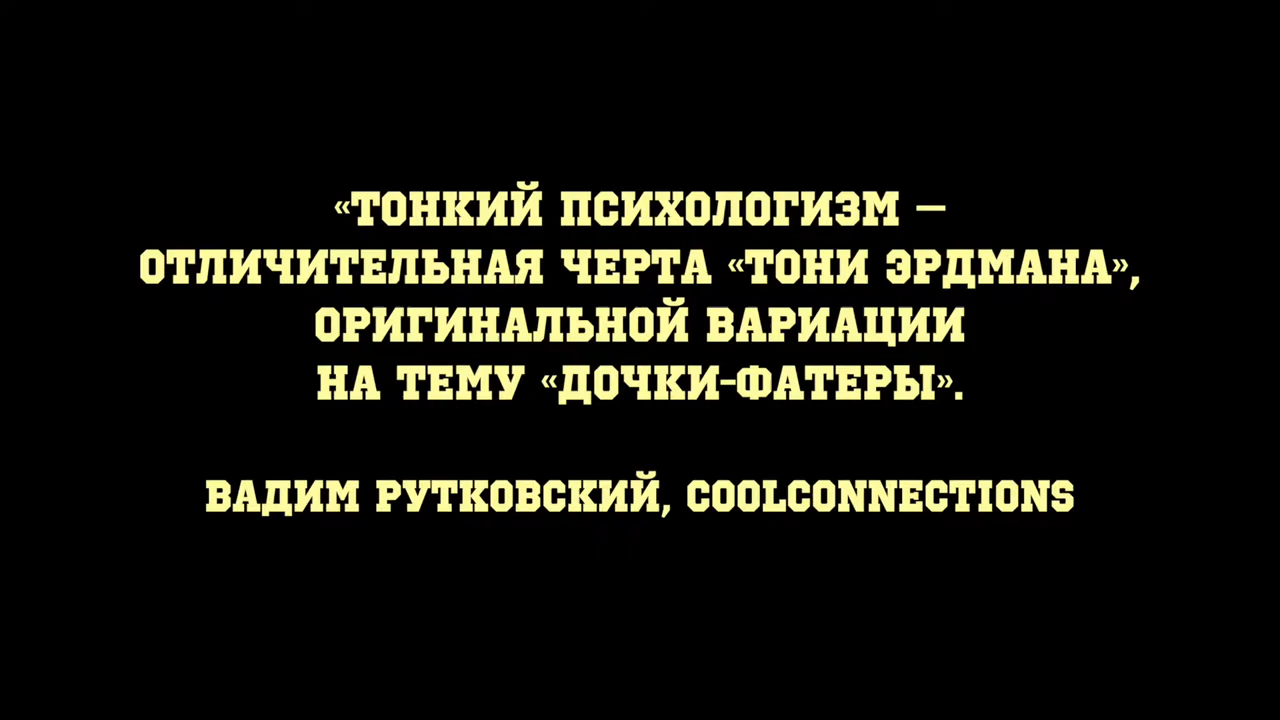 «ТОНКИЙ ПСИХОЛОГИЗМ –
ОТЛИЧИТЕЛЬНАЯ ЧЕРТА «ТОНИ ЭРДМАНА»,
ОРИГИНАЛЬНОЙ ВАРИАЦИИ
НА ТЕМУ «ДОЧКИ-ФАТЕРЫ».
ВАДИМ РУТКОВСКИЙ, COOLCONNECTIONS